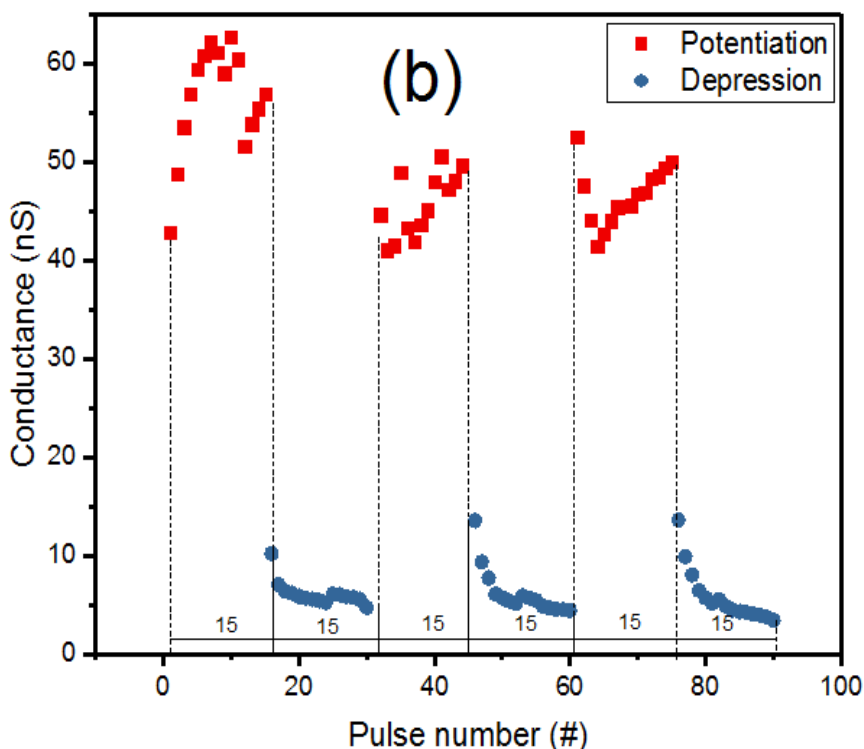 (b)
Potentiation
Depression
Conductance (nS)
60
50
40
30
20
10
0
15 15 15 15 15 15
0 20 40 60 80 100
Pulse number (#)